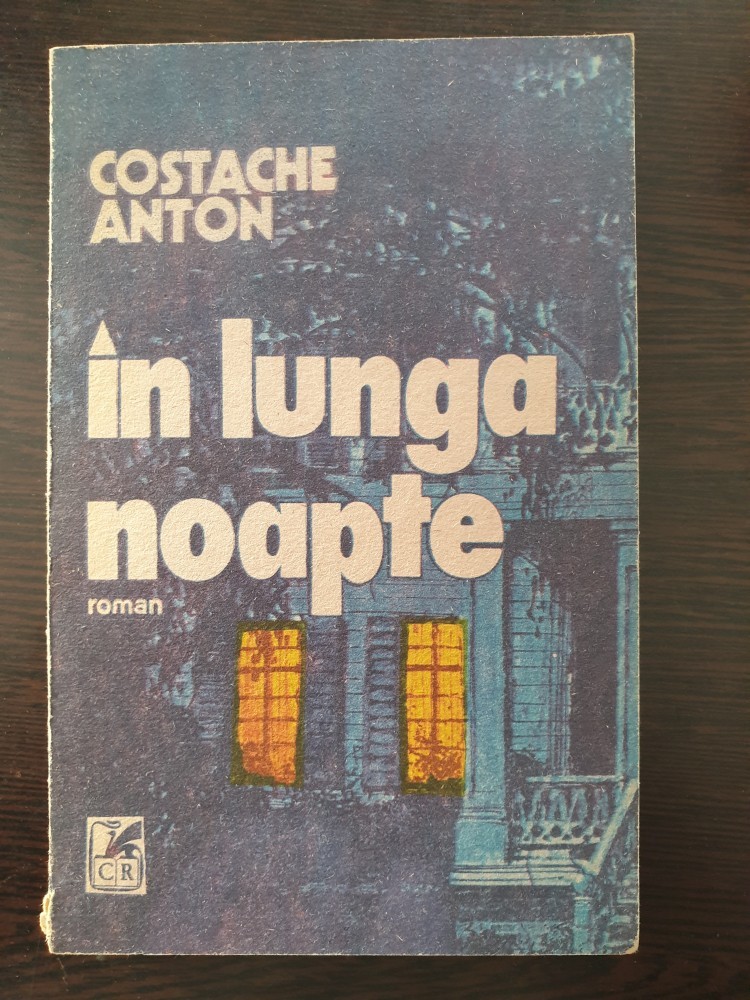 COSTACHE
ANTON
în lunga
noapte
roman
CR